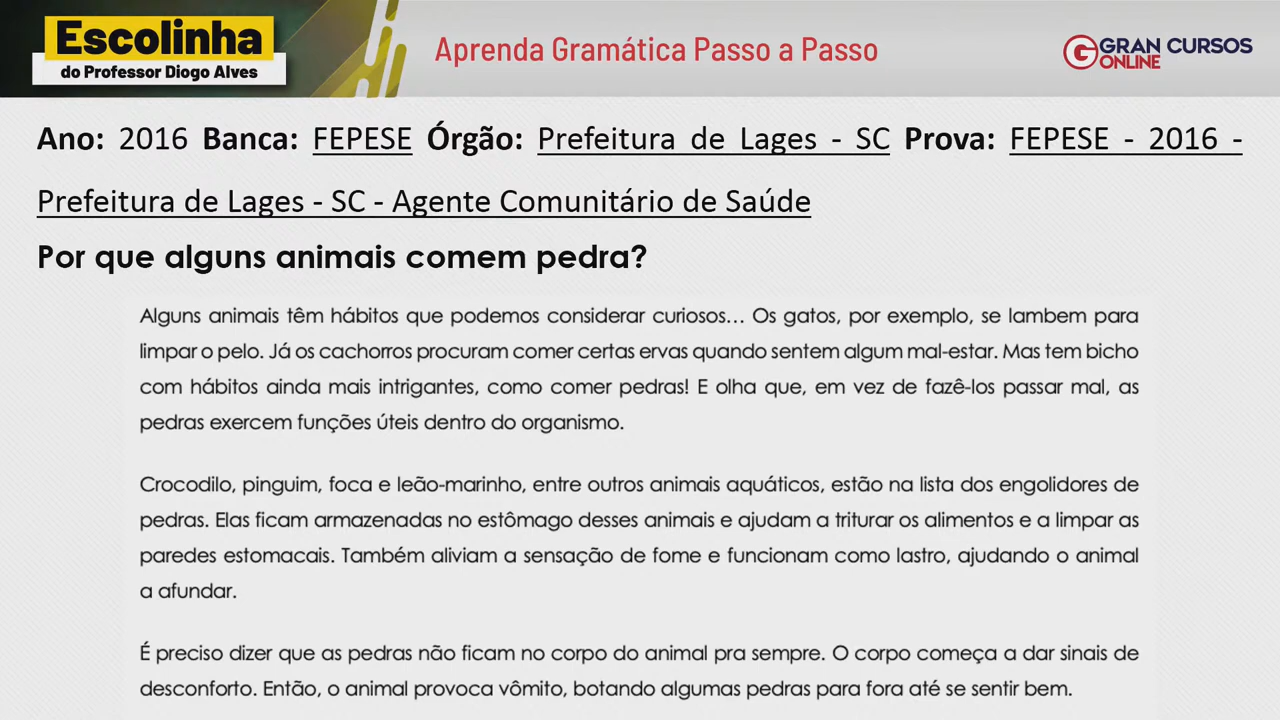 Escolinha
do Professor Diogo Alves
Aprenda Gramática Passo a Passo
GRAN CURSOS
ONLINE
Ano: 2016 Banca: FEPESE Órgão: Prefeitura de Lages - SC Prova: FEPESE - 2016 -
Prefeitura de Lages - SC - Agente Comunitário de Saúde
Por que alguns animais comem pedra?
Alguns animais têm hábitos que podemos considerar curiosos... Os gatos, por exemplo, se lambem para
limpar o pelo. Já os cachorros procuram comer certas ervas quando sentem algum mal-estar. Mas tem bicho
com hábitos ainda mais intrigantes, como comer pedras! E olha que, em vez de fazê-los passar mal, as
pedras exercem funções úteis dentro do organismo.
Crocodilo, pinguim, foca e leão-marinho, entre outros animais aquáticos, estão na lista dos engolidores de
pedras. Elas ficam armazenadas no estômago desses animais e ajudam a triturar os alimentos e a limpar as
paredes estomacais. Também aliviam a sensação de fome e funcionam como lastro, ajudando o animal
a afundar.
É preciso dizer que as pedras não ficam no corpo do animal pra sempre. O corpo começa a dar sinais de
desconforto. Então, o animal provoca vômito, botando algumas pedras para fora até se sentir bem.